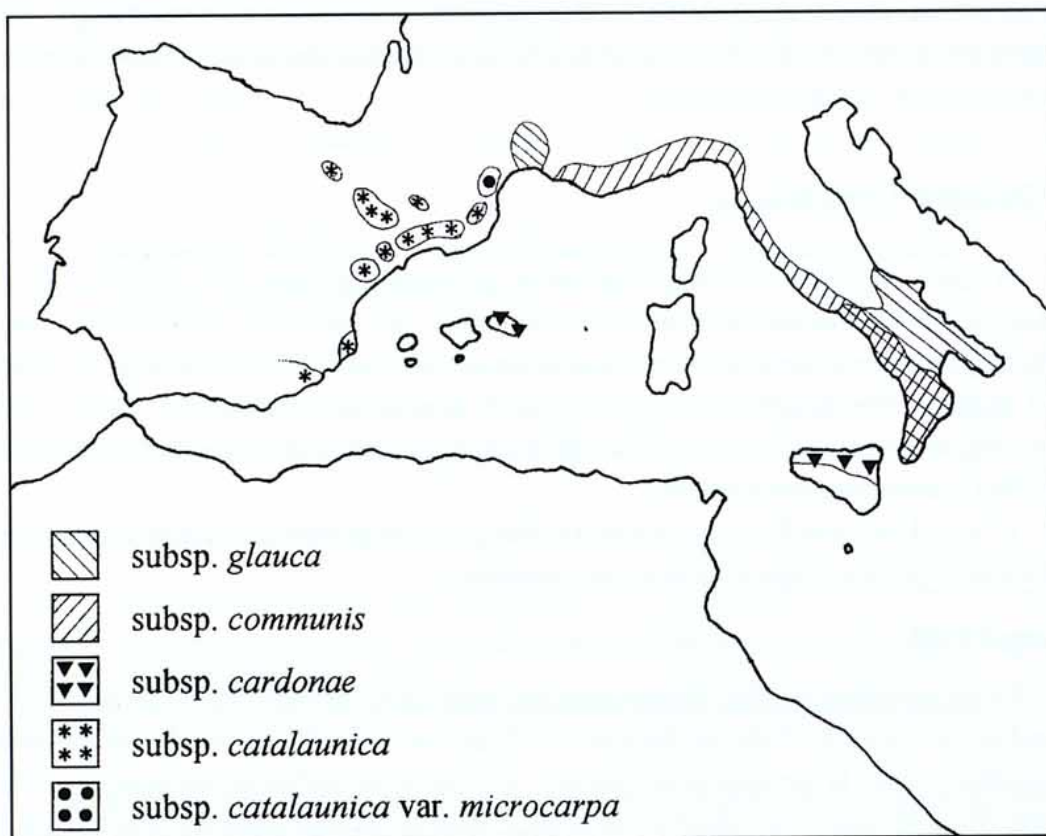 subsp. glauca
subsp. communis
subsp. cardonae
subsp. catalaunica
subsp. catalaunica var. microcarpa